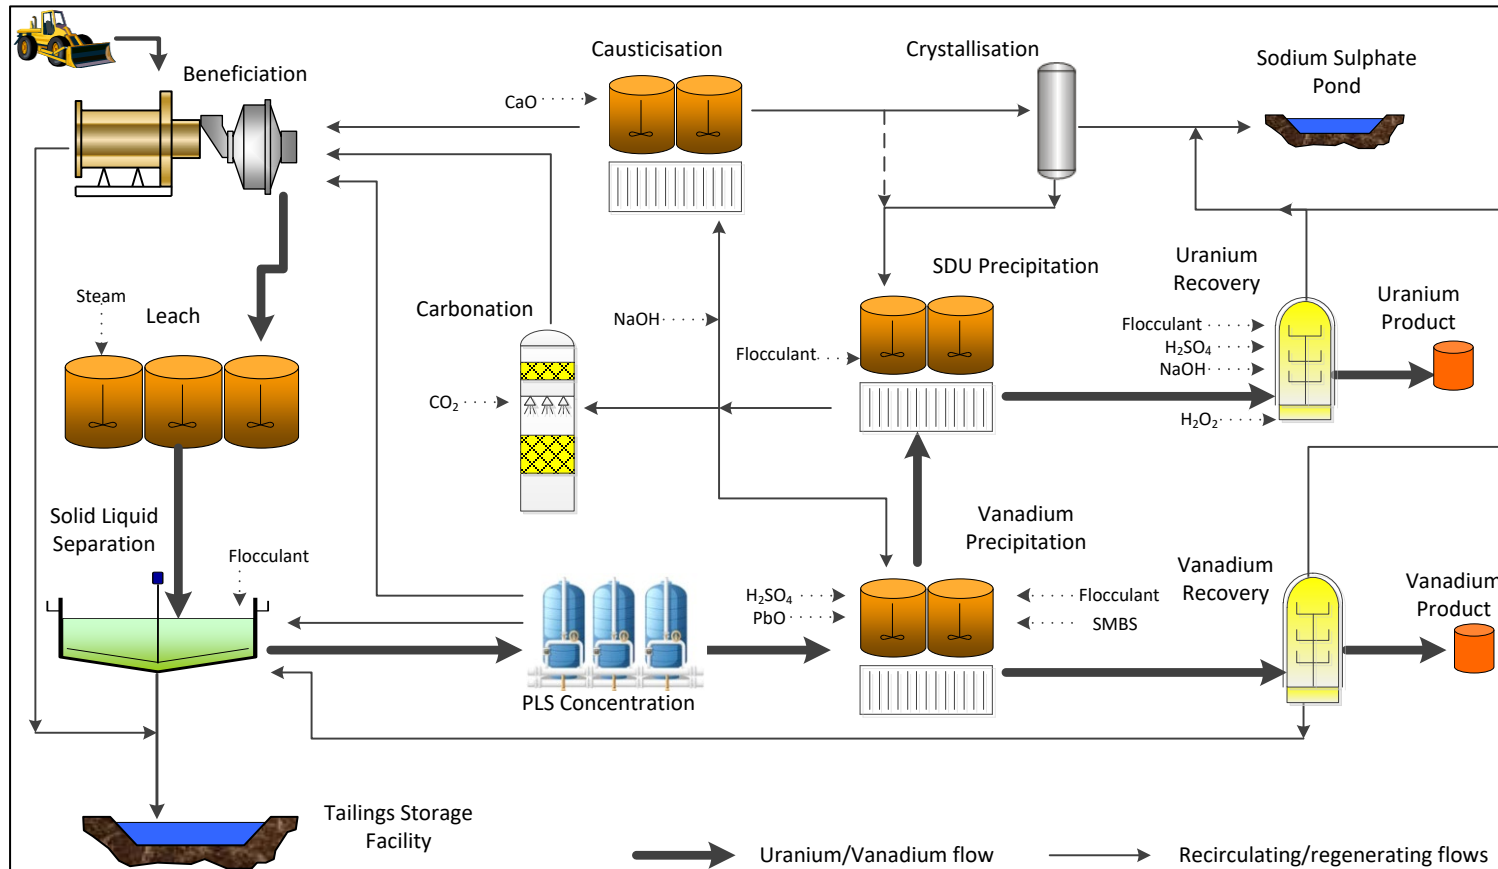 Causticisation
Crystallisation
Sodium Sulphate
Pond
Beneficiation
CaO
Steam
Leach
Carbonation
NaOH
SDU Precipitation
Uranium
Recovery
Uranium
Product
Flocculant
Flocculant
H₂SO₄
NaOH
CO₂
H₂O₂
Solid Liquid
Separation
Flocculant
Vanadium
Precipitation
Vanadium
Recovery
Vanadium
Product
H₂SO₄
PbO
Flocculant
SMBS
PLS Concentration
Tailings Storage
Facility
Uranium/Vanadium flow
Recirculating/regenerating flows